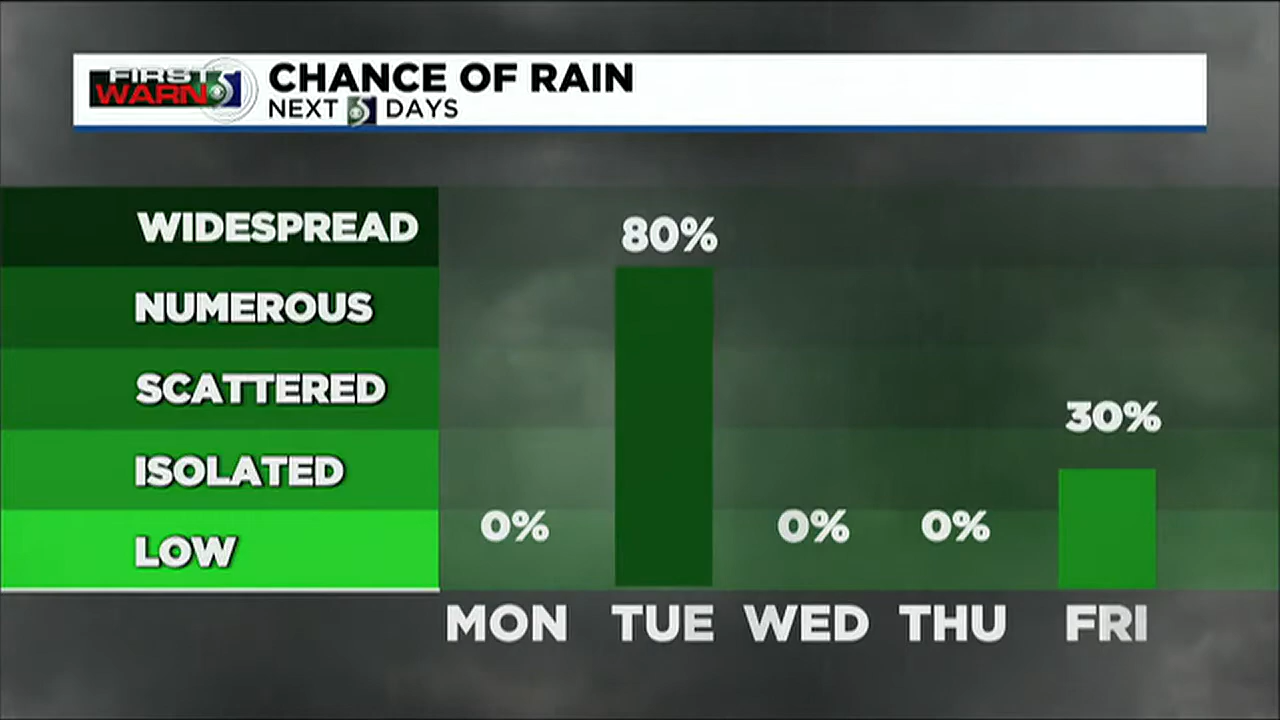 FIRST
WARN 5
CHANCE OF RAIN
NEXT 5 DAYS
WIDESPREAD
NUMEROUS
SCATTERED
ISOLATED
LOW
80%
30%
0%
0%
0%
MON
TUE
WED
THU
FRI